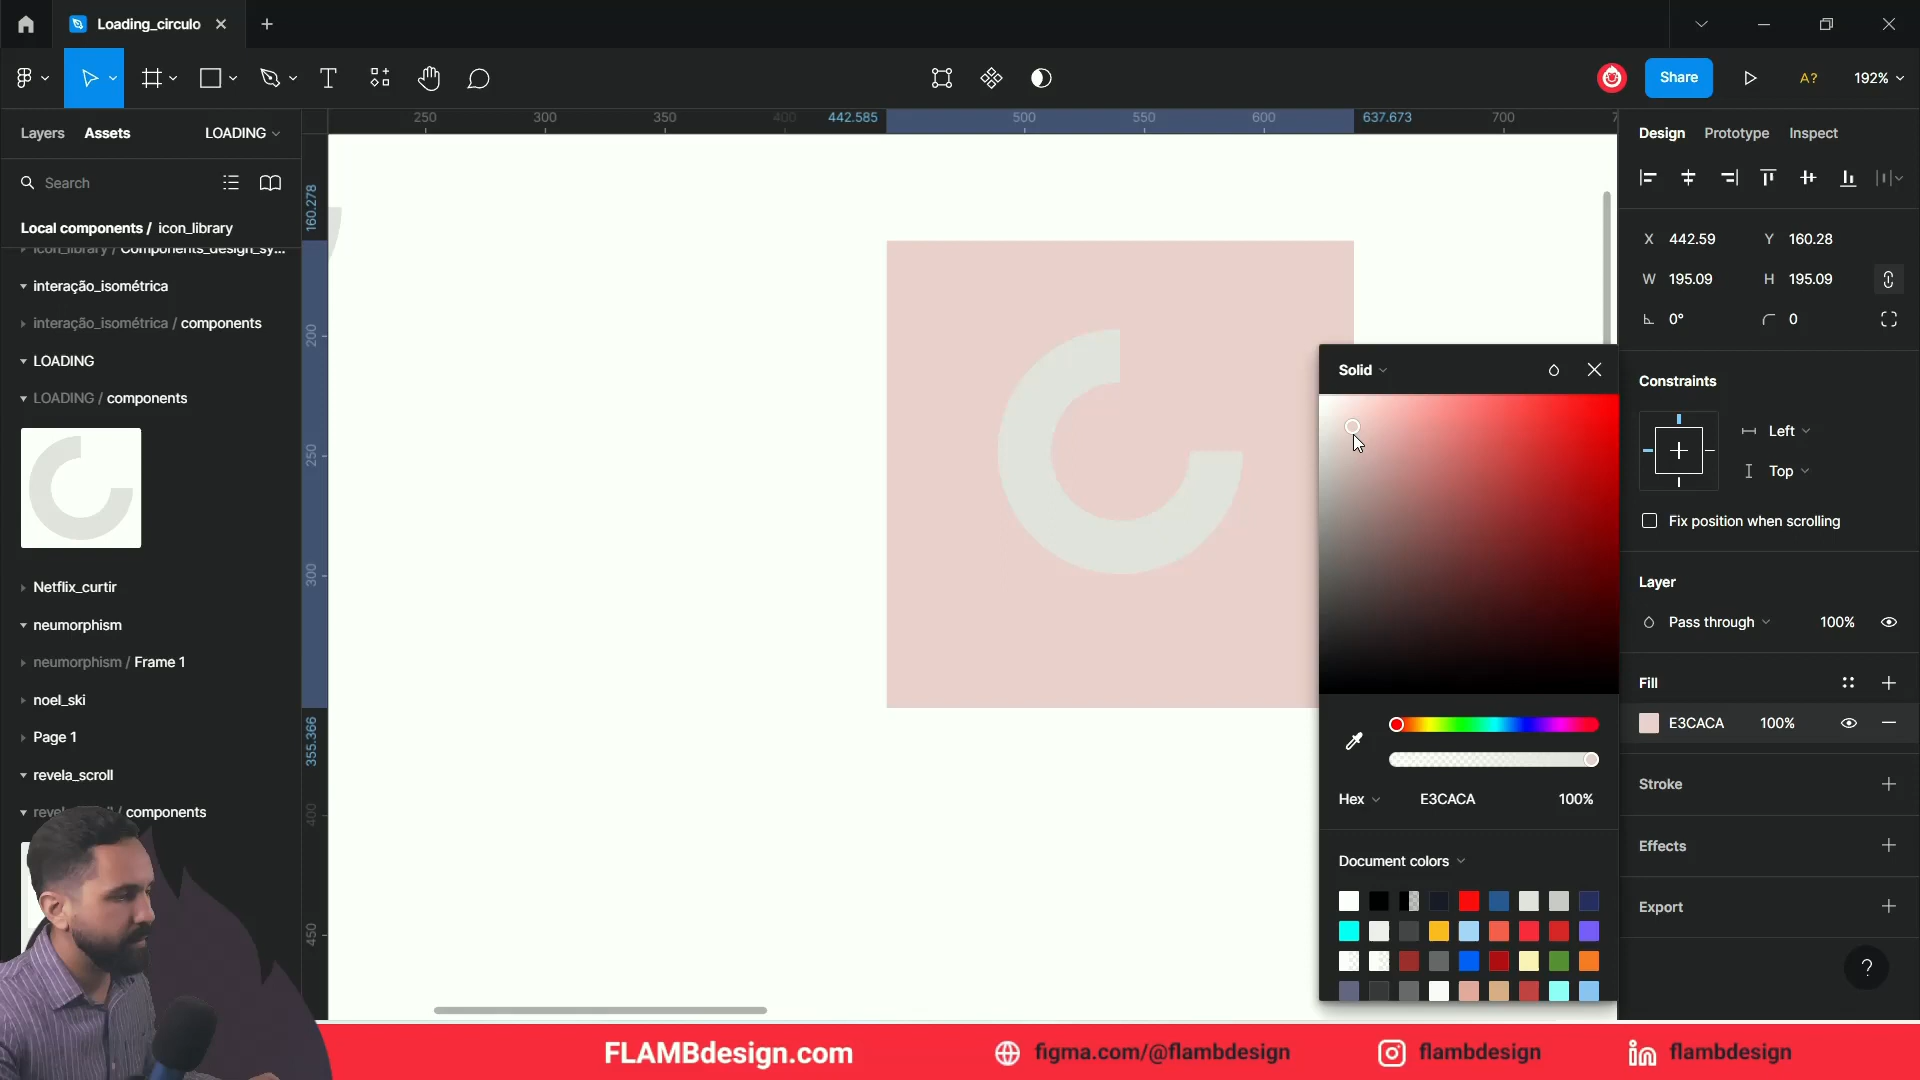 Loading_circulo
Share
A?
192%
Layers
Assets
LOADING
Search
Local components / icon_library
icon_library / Components_design_sy...
interação_isométrica
interação_isométrica / components
LOADING
LOADING / components
Netflix_curtir
neumorphism
neumorphism / Frame 1
noel_ski
Page 1
revela_scroll
/ components
250
300
350
400
442.585
500
550
600
637.673
700
160.278
200
250
300
355.366
400
450
Solid
Hex
E3CACA
100%
Document colors
Design
Prototype
Inspect
X 442.59
Y 160.28
W 195.09
H 195.09
0°
0
Constraints
Left
Top
Fix position when scrolling
Layer
Pass through
100%
Fill
E3CACA
100%
Stroke
Effects
Export
?
FLAMBdesign.com
figma.com/@flambdesign
flambdesign
flambdesign